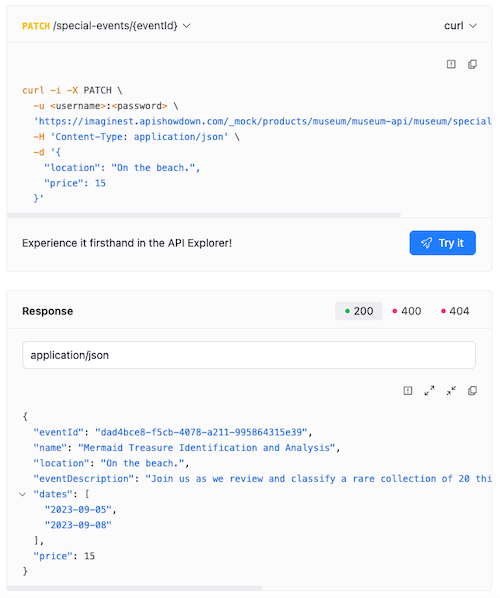 PATCH /special-events/{eventId}
curl
curl -i -X PATCH \
-u <username>:<password> \
'https://imaginest.apishowdown.com/_mock/products/museum/museum-api/museum/special
-H 'Content-Type: application/json' \
-d '{
"location": "On the beach.",
"price": 15
}'
Experience it firsthand in the API Explorer!
Try it
Response
200
400
404
application/json
{
"eventId": "dad4bce8-f5cb-4078-a211-995864315e39",
"name": "Mermaid Treasure Identification and Analysis",
"location": "On the beach.",
"eventDescription": "Join us as we review and classify a rare collection of 20 thi
"dates": [
"2023-09-05",
"2023-09-08"
],
"price": 15
}